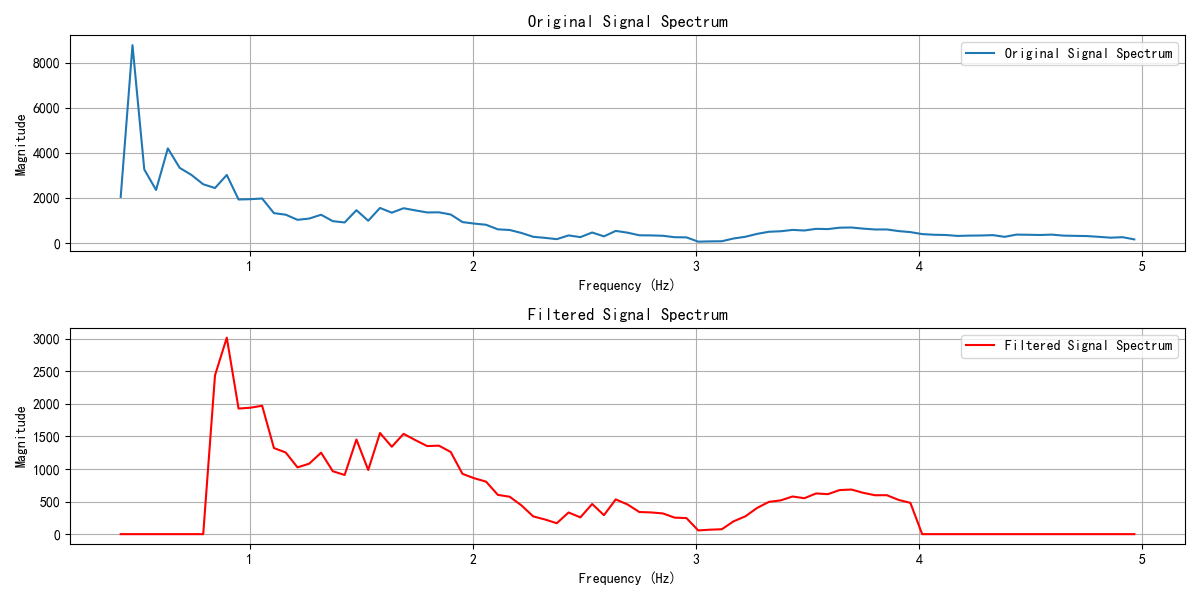 Original Signal Spectrum
Original Signal Spectrum
Magnitude
8000
6000
4000
2000
0
1 2 3 4 5
Frequency (Hz)
Filtered Signal Spectrum
Filtered Signal Spectrum
Magnitude
3000
2500
2000
1500
1000
500
0
1 2 3 4 5
Frequency (Hz)